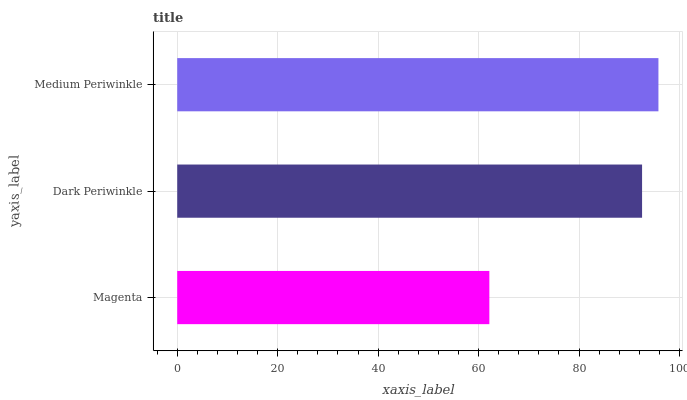 title
Medium Periwinkle
Dark Periwinkle
Magenta
yaxis_label
0 20 40 60 80 100
xaxis_label